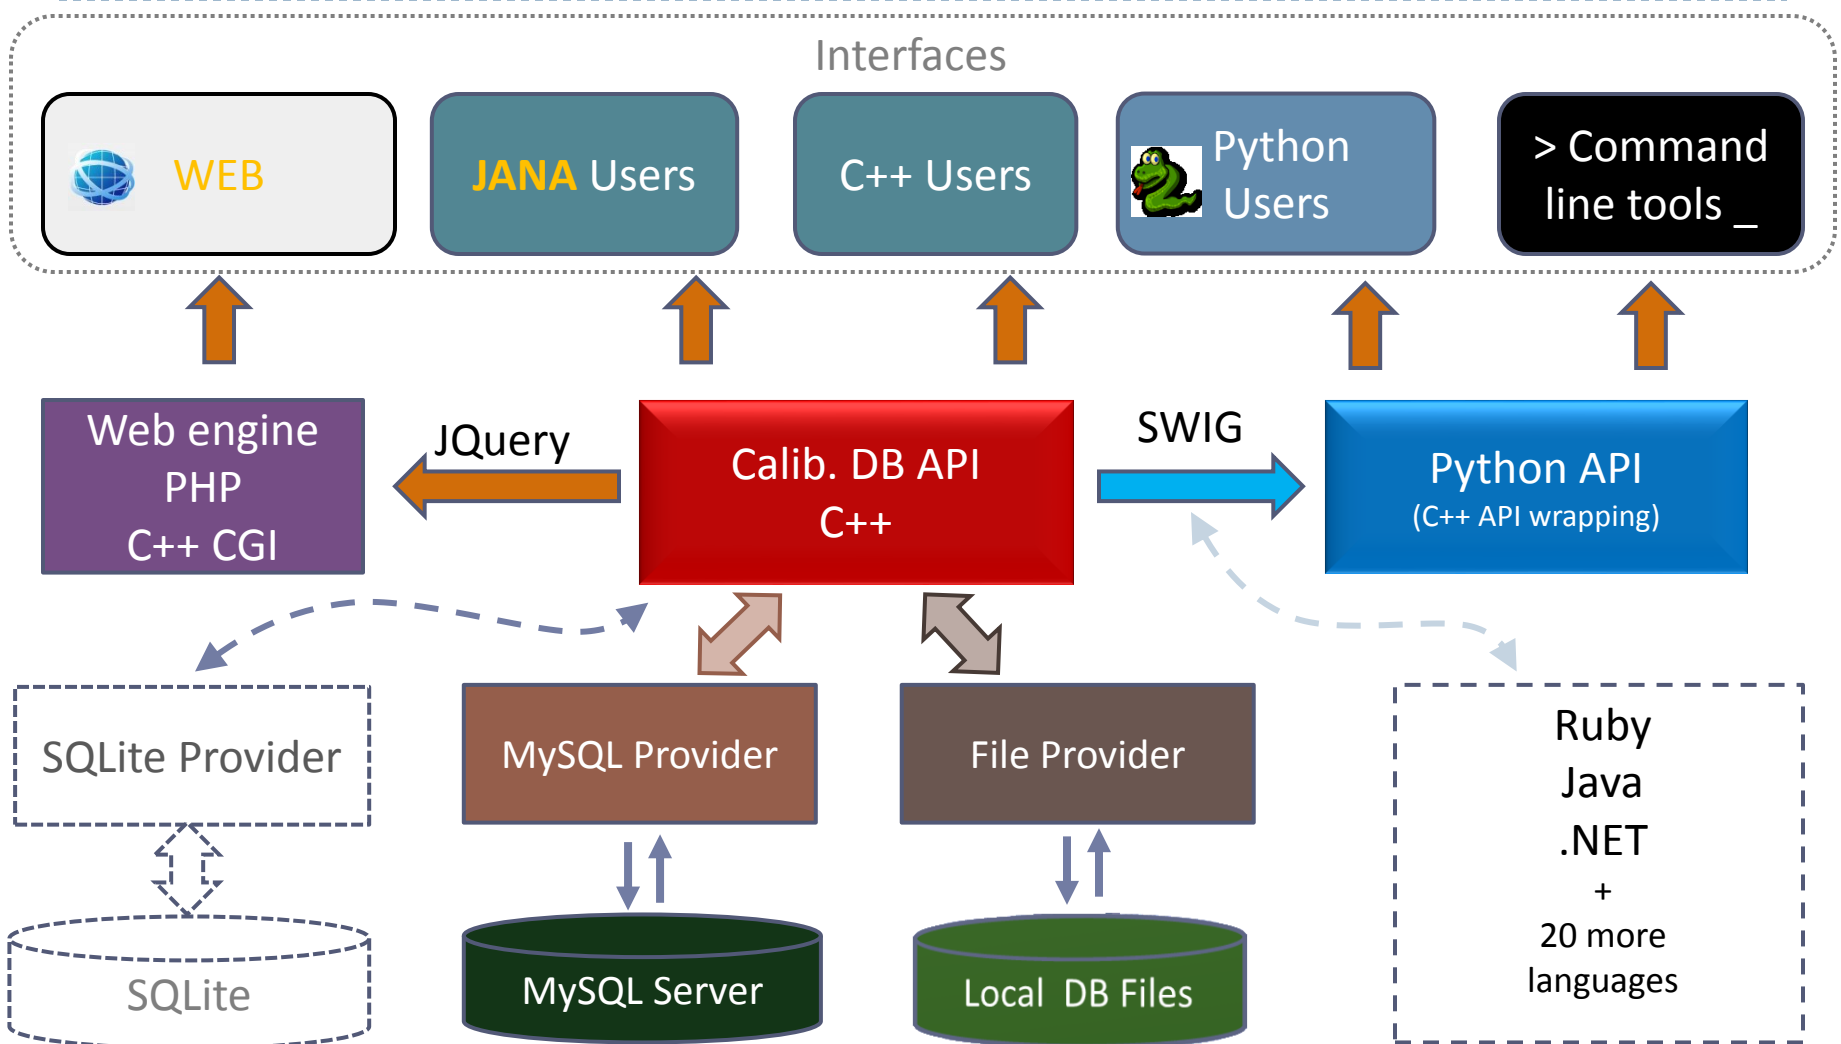 Interfaces
WEB
JANA Users
C++ Users
Python
Users
> Command
line tools _
Web engine
PHP
C++ CGI
JQuery
Calib. DB API
C++
SWIG
Python API
(C++ API wrapping)
SQLite Provider
MySQL Provider
File Provider
Ruby
Java
.NET
+
20 more
languages
SQLite
MySQL Server
Local DB Files